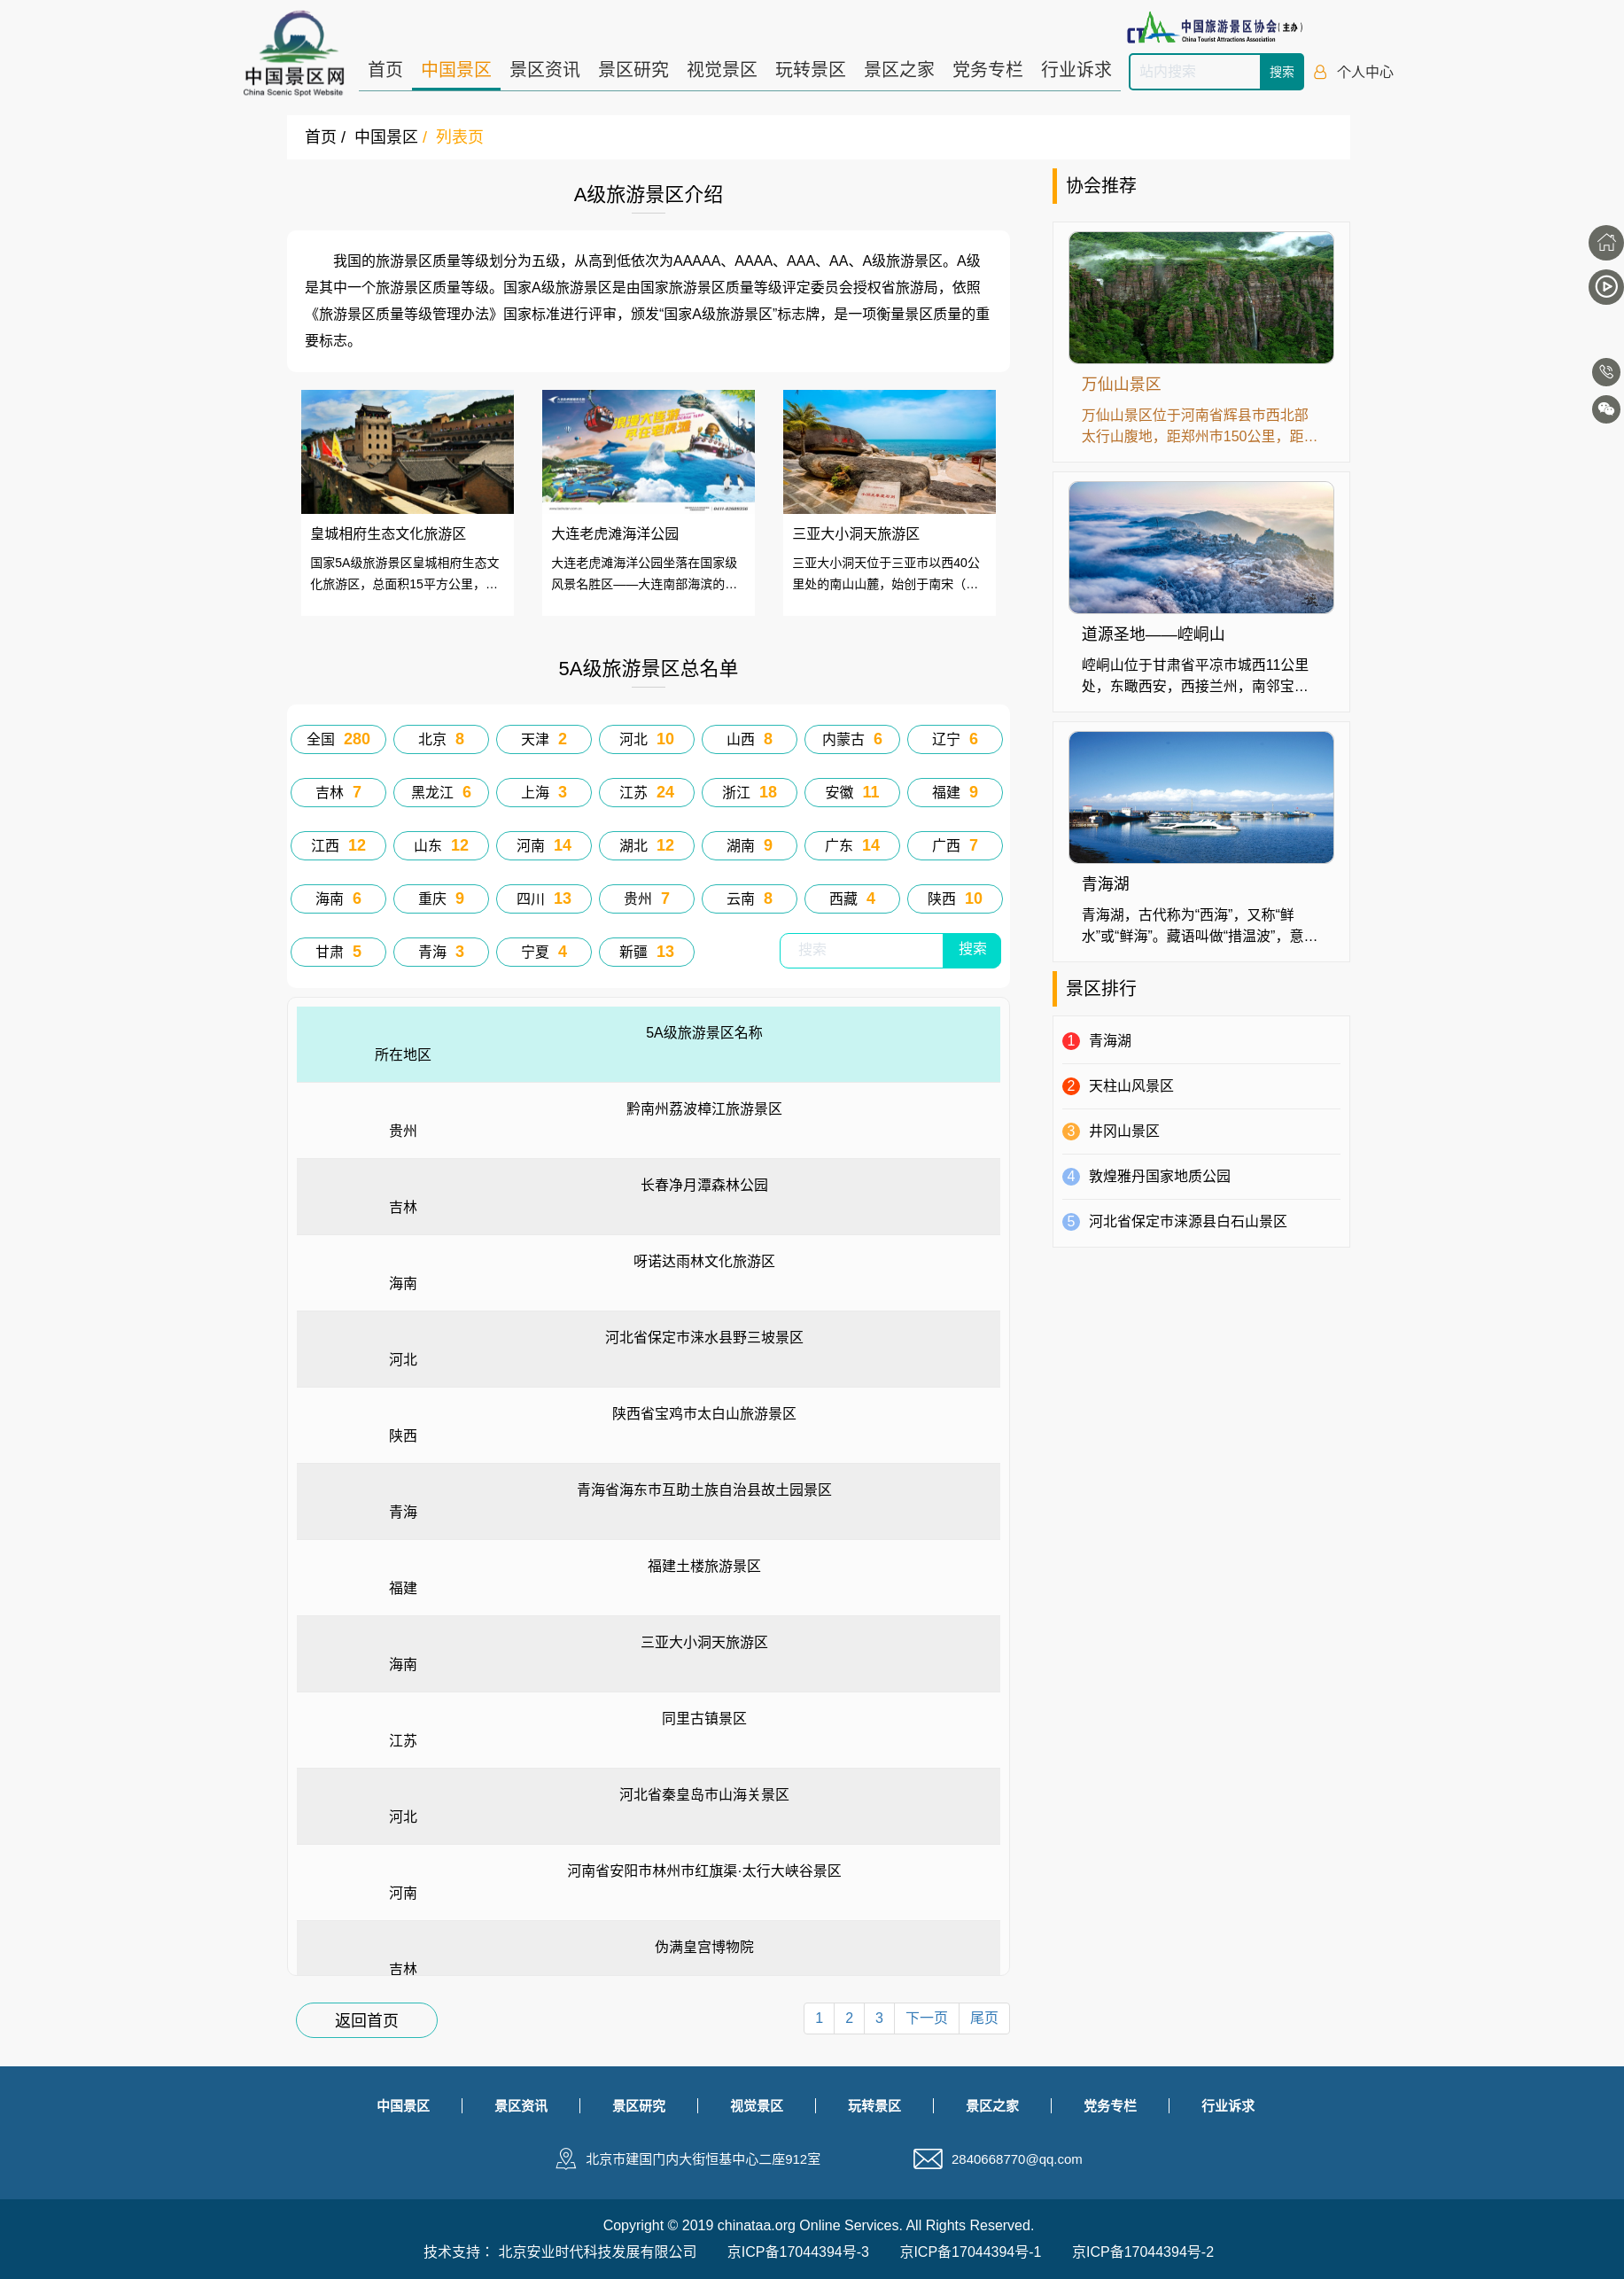 中国旅游景区协会(主办)
China Tourist Attractions Association
中国景区网
China Scenic Spot Website
首页 中国景区 景区资讯 景区研究 视觉景区 玩转景区 景区之家 党务专栏 行业诉求
站内搜索 搜索 个人中心
首页 / 中国景区 / 列表页
A级旅游景区介绍
我国的旅游景区质量等级划分为五级，从高到低依次为AAAAA、AAAA、AAA、AA、A级旅游景区。A级
是其中一个旅游景区质量等级。国家A级旅游景区是由国家旅游景区质量等级评定委员会授权省旅游局，依照
《旅游景区质量等级管理办法》国家标准进行评审，颁发“国家A级旅游景区”标志牌，是一项衡量景区质量的重
要标志。
浪漫大连湾
乐在老虎滩
皇城相府生态文化旅游区
国家5A级旅游景区皇城相府生态文
化旅游区，总面积15平方公里，…
大连老虎滩海洋公园
大连老虎滩海洋公园坐落在国家级
风景名胜区——大连南部海滨的…
三亚大小洞天旅游区
三亚大小洞天位于三亚市以西40公
里处的南山山麓，始创于南宋（…
5A级旅游景区总名单
全国 280 北京 8 天津 2 河北 10 山西 8 内蒙古 6 辽宁 6
吉林 7 黑龙江 6 上海 3 江苏 24 浙江 18 安徽 11 福建 9
江西 12 山东 12 河南 14 湖北 12 湖南 9 广东 14 广西 7
海南 6 重庆 9 四川 13 贵州 7 云南 8 西藏 4 陕西 10
甘肃 5 青海 3 宁夏 4 新疆 13 搜索 搜索
5A级旅游景区名称
所在地区
黔南州荔波樟江旅游景区
贵州
长春净月潭森林公园
吉林
呀诺达雨林文化旅游区
海南
河北省保定市涞水县野三坡景区
河北
陕西省宝鸡市太白山旅游景区
陕西
青海省海东市互助土族自治县故土园景区
青海
福建土楼旅游景区
福建
三亚大小洞天旅游区
海南
同里古镇景区
江苏
河北省秦皇岛市山海关景区
河北
河南省安阳市林州市红旗渠·太行大峡谷景区
河南
伪满皇宫博物院
吉林
返回首页
1 2 3 下一页 尾页
协会推荐
万仙山景区
万仙山景区位于河南省辉县市西北部
太行山腹地，距郑州市150公里，距…
道源圣地——崆峒山
崆峒山位于甘肃省平凉市城西11公里
处，东瞰西安，西接兰州，南邻宝…
青海湖
青海湖，古代称为“西海”，又称“鲜
水”或“鲜海”。藏语叫做“措温波”，意…
景区排行
1 青海湖
2 天柱山风景区
3 井冈山景区
4 敦煌雅丹国家地质公园
5 河北省保定市涞源县白石山景区
中国景区 景区资讯 景区研究 视觉景区 玩转景区 景区之家 党务专栏 行业诉求
北京市建国门内大街恒基中心二座912室 2840668770@qq.com
Copyright © 2019 chinataa.org Online Services. All Rights Reserved.
技术支持： 北京安业时代科技发展有限公司 京ICP备17044394号-3 京ICP备17044394号-1 京ICP备17044394号-2